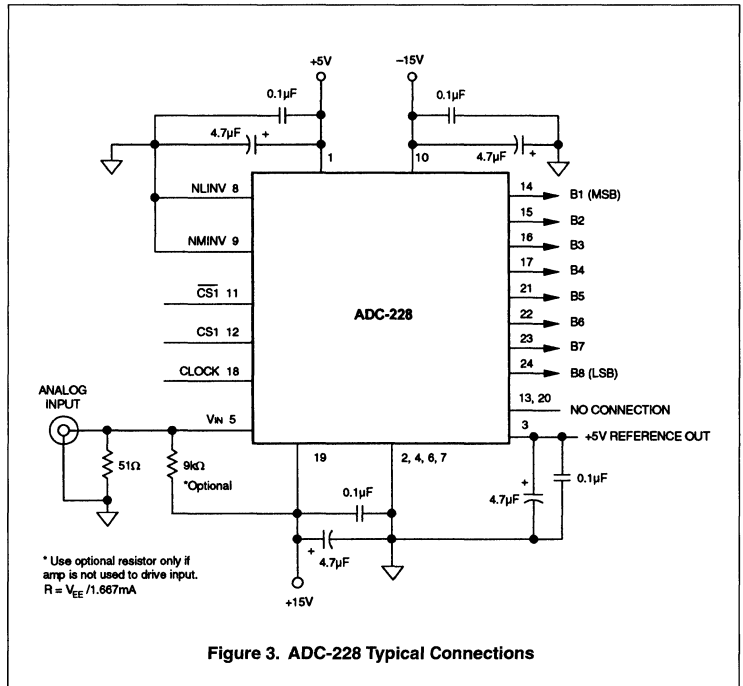 +5V
–15V
0.1µF
0.1µF
4.7µF +
4.7µF +
1
10
NLINV 8
NMINV 9
CS1 11
CS1 12
CLOCK 18
ANALOG
INPUT
VIN 5
ADC-228
14 B1 (MSB)
15 B2
16 B3
17 B4
21 B5
22 B6
23 B7
24 B8 (LSB)
13, 20 NO CONNECTION
3 +5V REFERENCE OUT
51Ω
9kΩ
*Optional
19
2, 4, 6, 7
0.1µF
+ 4.7µF
+
4.7µF
0.1µF
+15V
* Use optional resistor only if
amp is not used to drive input.
R = VEE /1.667mA
Figure 3. ADC-228 Typical Connections